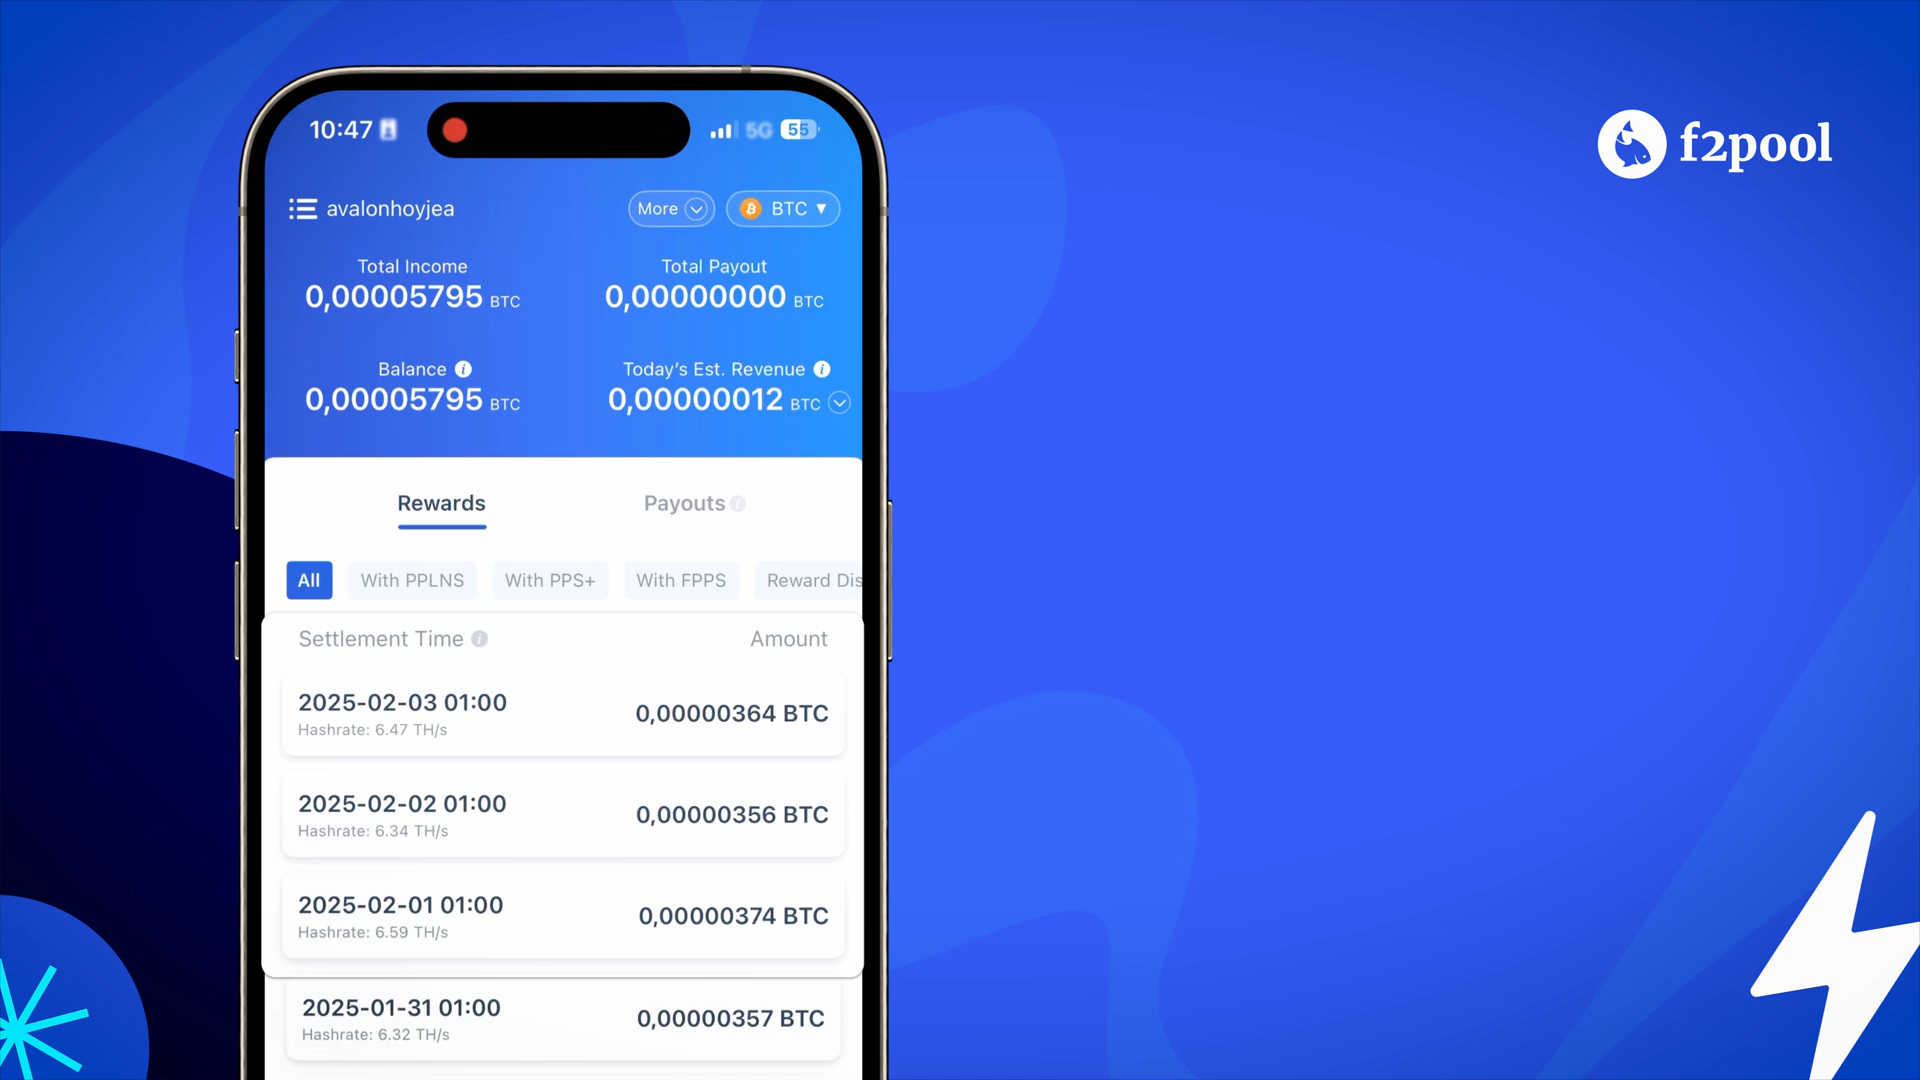 10:47
5G
55
f2pool
avalonhoyjea
More
BTC
Total Income
0,00005795 BTC
Total Payout
0,00000000 BTC
Balance
0,00005795 BTC
Today's Est. Revenue
0,00000012 BTC
Rewards
Payouts
All
With PPLNS
With PPS+
With FPPS
Reward Dis
Settlement Time
Amount
2025-02-03 01:00
0,00000364 BTC
Hashrate: 6.47 TH/s
2025-02-02 01:00
0,00000356 BTC
Hashrate: 6.34 TH/s
2025-02-01 01:00
0,00000374 BTC
Hashrate: 6.59 TH/s
2025-01-31 01:00
0,00000357 BTC
Hashrate: 6.32 TH/s